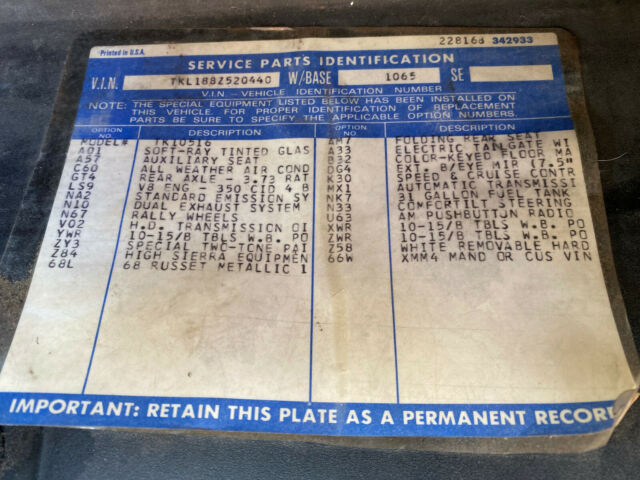 Printed in U.S.A.
228168 342933
SERVICE PARTS IDENTIFICATION
V.I.N. TKL188Z520440 W/BASE 1065 SE
V.I.N. - VEHICLE IDENTIFICATION NUMBER
NOTE: THE SPECIAL EQUIPMENT LISTED BELOW HAS BEEN INSTALLED ON
THIS VEHICLE FOR PROPER IDENTIFICATION OF REPLACEMENT
PARTS BE SURE TO SPECIFY THE APPLICABLE OPTION NUMBERS.
OPTION NO. DESCRIPTION OPTION NO. DESCRIPTION
MODEL# TK10516 AM7 FOLDING REAR SEAT
A01 SOFT-RAY TINTED GLAS A33 ELECTRIC TAILGATE WI
A57 AUXILIARY SEAT B32 COLOR-KEYED FLOOR MA
C60 ALL WEATHER AIR COND DG4 EXP B/EYE MIR (7.5"
GT4 REAR AXLE - 3.73 RAT K30 SPEED & CRUISE CONTR
LS9 V8 ENG - 350 CID 4 B MX1 AUTOMATIC TRANSMISSI
NA2 STANDARD EMISSION SY NK7 31 GALLON FUEL TANK
N10 DUAL EXHAUST SYSTEM N33 COMFORTILT STEERING
N67 RALLY WHEELS U63 AM PUSHBUTTON RADIO
V02 H.D. TRANSMISSION OI XWR 10-15/B TBLS W.B. PO
YWR 10-15/B TBLS W.B. PO ZWR 10-15/B TBLS W.B. PO
ZY3 SPECIAL TWO-TONE PAI Z58 WHITE REMOVABLE HARD
Z84 HIGH SIERRA EQUIPMEN 66W XMM4 MAND OR CUS VIN
68L 68 RUSSET METALLIC 1
IMPORTANT: RETAIN THIS PLATE AS A PERMANENT RECORD